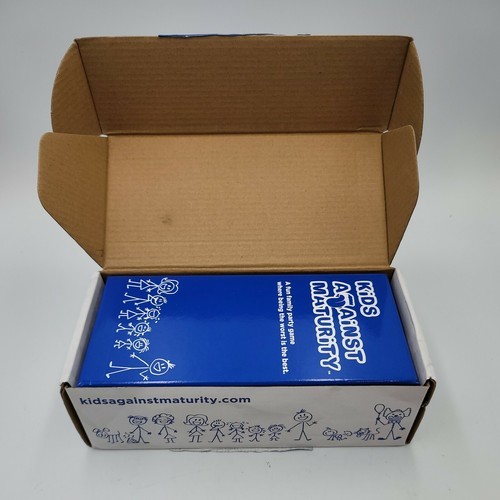 KIDS
AGAINST
MATURITY
A fun family party game
where being the worst is the best.
kidsagainstmaturity.com